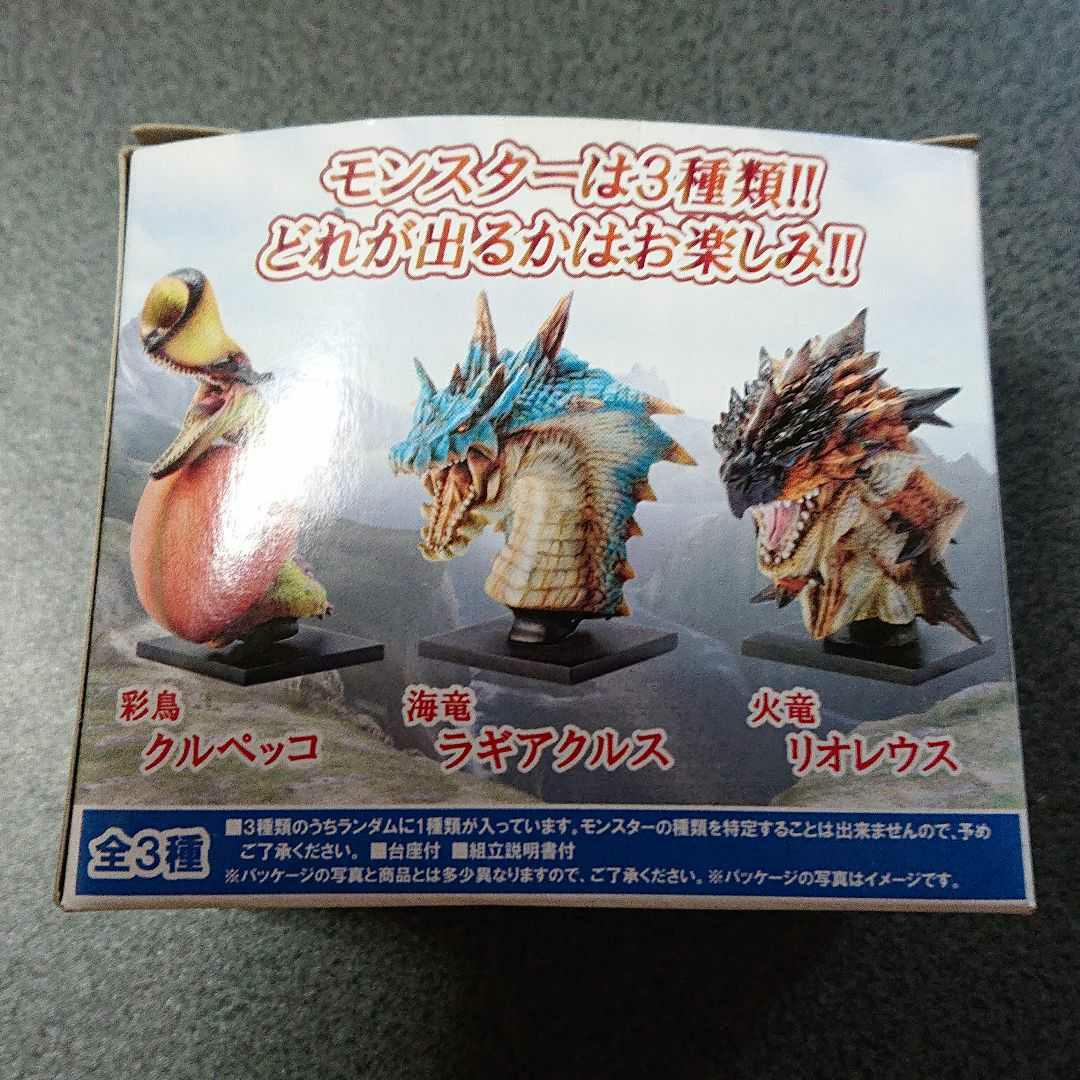 モンスターは3種類!!
どれが出るかはお楽しみ!!
彩鳥
クルペッコ
海竜
ラギアクルス
火竜
リオレウス
全3種
■3種類のうちランダムに1種類が入っています。モンスターの種類を特定することは出来ませんので、予め
ご了承ください。 ■台座付 ■組立説明書付
※パッケージの写真と商品とは多少異なりますので、ご了承ください。※パッケージの写真はイメージです。